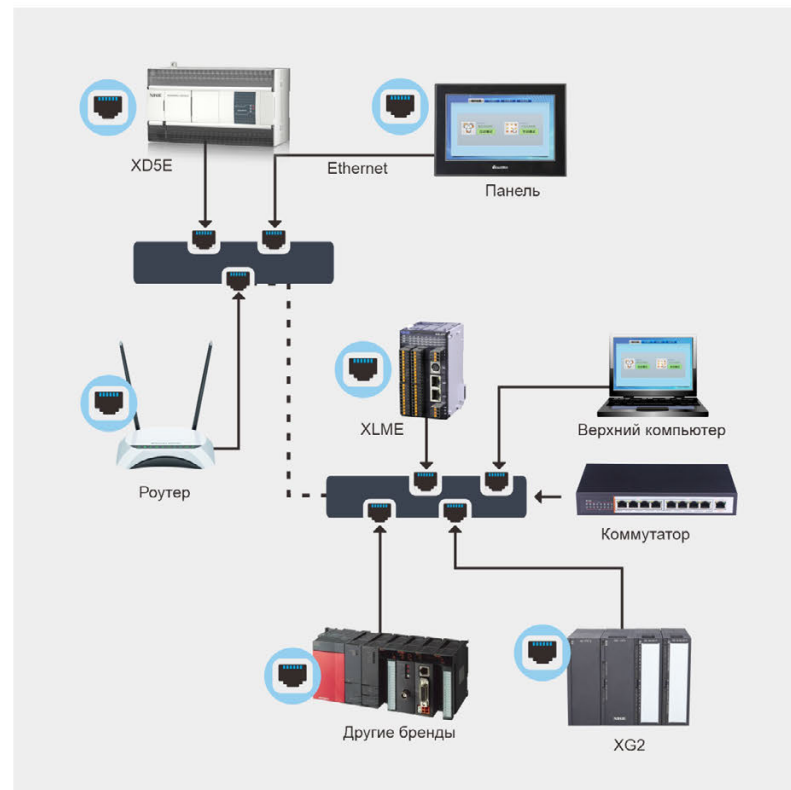 XD5E
Ethernet
Панель
XLME
Верхний компьютер
Роутер
Коммутатор
Другие бренды
XG2